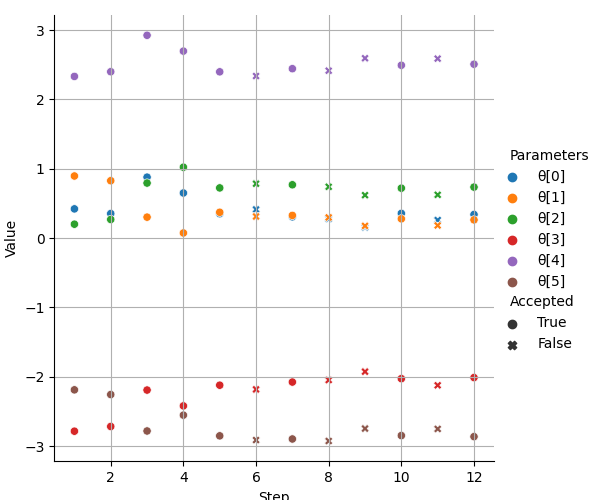 3
2
1
0
−1
−2
−3
Value
2
4
6
8
10
12
Step
Parameters
θ[0]
θ[1]
θ[2]
θ[3]
θ[4]
θ[5]
Accepted
True
False